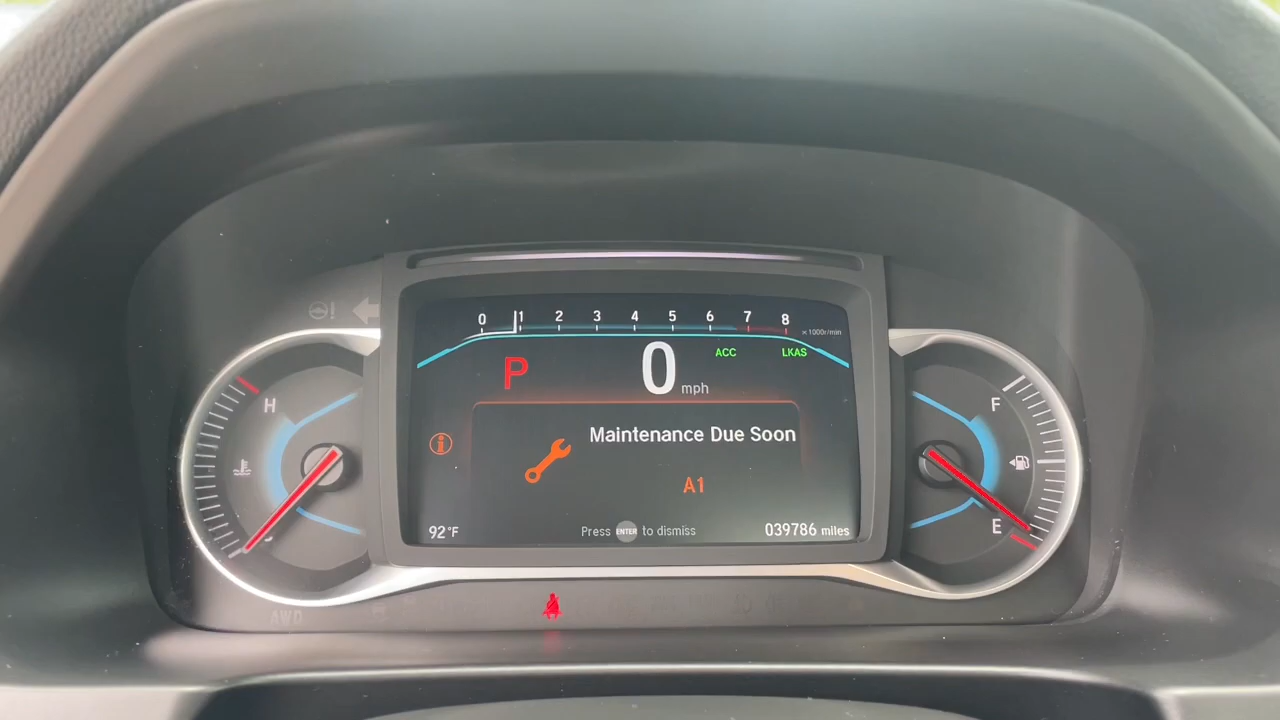 0 1 2 3 4 5 6 7 8 ×1000r/min
P 0 mph ACC LKAS
H
F
Maintenance Due Soon
A1
E
92°F
Press ENTER to dismiss
039786 miles
AWD